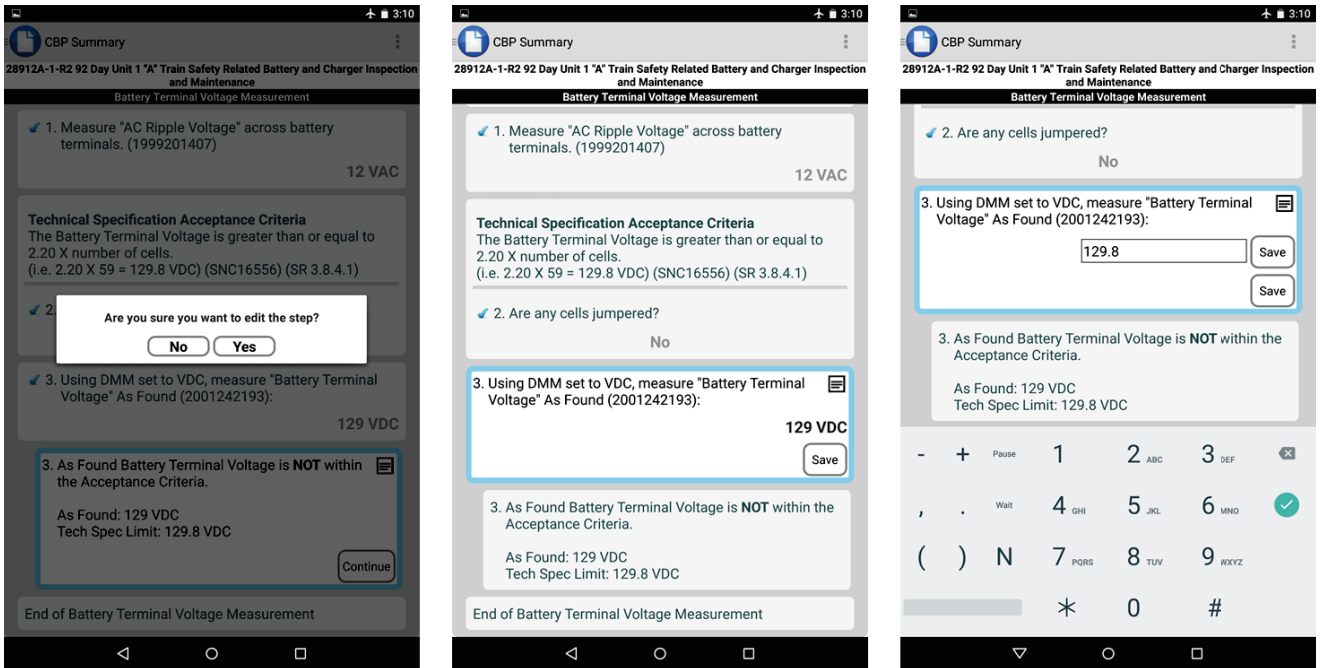 3:10
CBP Summary
28912A-1-R2 92 Day Unit 1 "A" Train Safety Related Battery and Charger Inspection
and Maintenance
Battery Terminal Voltage Measurement
1. Measure "AC Ripple Voltage" across battery
terminals. (1999201407)
12 VAC
Technical Specification Acceptance Criteria
The Battery Terminal Voltage is greater than or equal to
2.20 X number of cells.
(i.e. 2.20 X 59 = 129.8 VDC) (SNC16556) (SR 3.8.4.1)
2.
Are you sure you want to edit the step?
No Yes
3. Using DMM set to VDC, measure "Battery Terminal
Voltage" As Found (2001242193):
129 VDC
3. As Found Battery Terminal Voltage is NOT within
the Acceptance Criteria.
As Found: 129 VDC
Tech Spec Limit: 129.8 VDC
Continue
End of Battery Terminal Voltage Measurement
3:10
CBP Summary
28912A-1-R2 92 Day Unit 1 "A" Train Safety Related Battery and Charger Inspection
and Maintenance
Battery Terminal Voltage Measurement
1. Measure "AC Ripple Voltage" across battery
terminals. (1999201407)
12 VAC
Technical Specification Acceptance Criteria
The Battery Terminal Voltage is greater than or equal to
2.20 X number of cells.
(i.e. 2.20 X 59 = 129.8 VDC) (SNC16556) (SR 3.8.4.1)
2. Are any cells jumpered?
No
3. Using DMM set to VDC, measure "Battery Terminal
Voltage" As Found (2001242193):
129 VDC
Save
3. As Found Battery Terminal Voltage is NOT within the
Acceptance Criteria.
As Found: 129 VDC
Tech Spec Limit: 129.8 VDC
End of Battery Terminal Voltage Measurement
3:10
CBP Summary
28912A-1-R2 92 Day Unit 1 "A" Train Safety Related Battery and Charger Inspection
and Maintenance
Battery Terminal Voltage Measurement
2. Are any cells jumpered?
No
3. Using DMM set to VDC, measure "Battery Terminal
Voltage" As Found (2001242193):
129.8 Save
Save
3. As Found Battery Terminal Voltage is NOT within the
Acceptance Criteria.
As Found: 129 VDC
Tech Spec Limit: 129.8 VDC
- + Pause 1 2 ABC 3 DEF
, . Wait 4 GHI 5 JKL 6 MNO
( ) N 7 PQRS 8 TUV 9 WXYZ
* 0 #